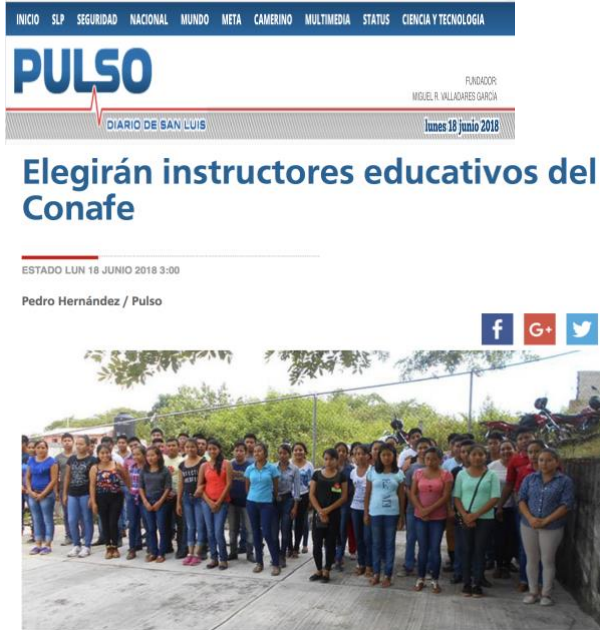 INICIO SLP SEGURIDAD NACIONAL MUNDO META CAMERINO MULTIMEDIA STATUS CIENCIA Y TECNOLOGIA
PULSO
DIARIO DE SAN LUIS
FUNDADOR:
MIGUEL R. VALLADARES GARCÍA
lunes 18 junio 2018
Elegirán instructores educativos del
Conafe
ESTADO LUN 18 JUNIO 2018 3:00
Pedro Hernández / Pulso
f G+